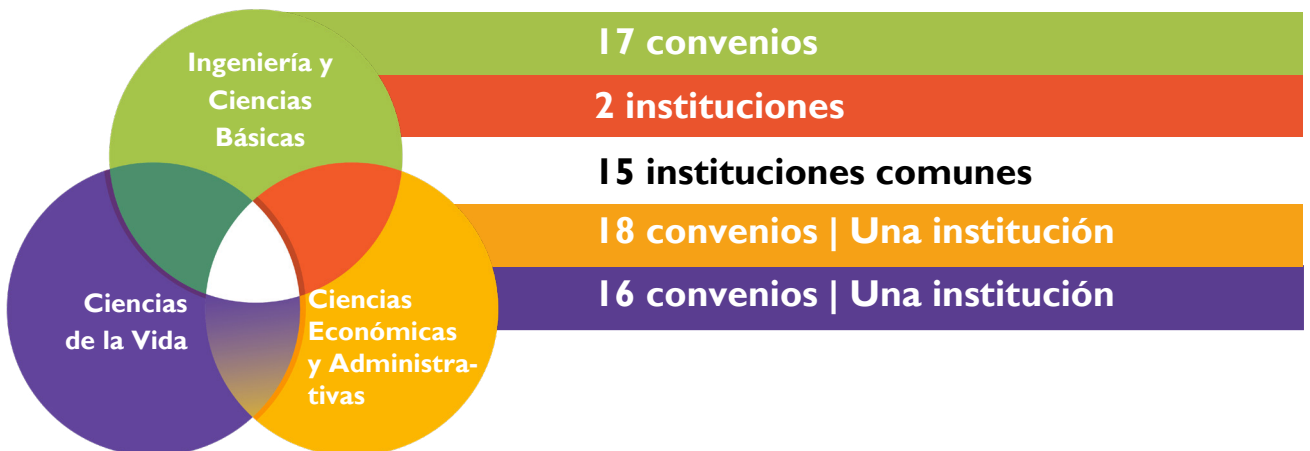 Ingeniería y
Ciencias
Básicas
Ciencias
de la Vida
Ciencias
Económicas
y Administra-
tivas
17 convenios
2 instituciones
15 instituciones comunes
18 convenios | Una institución
16 convenios | Una institución